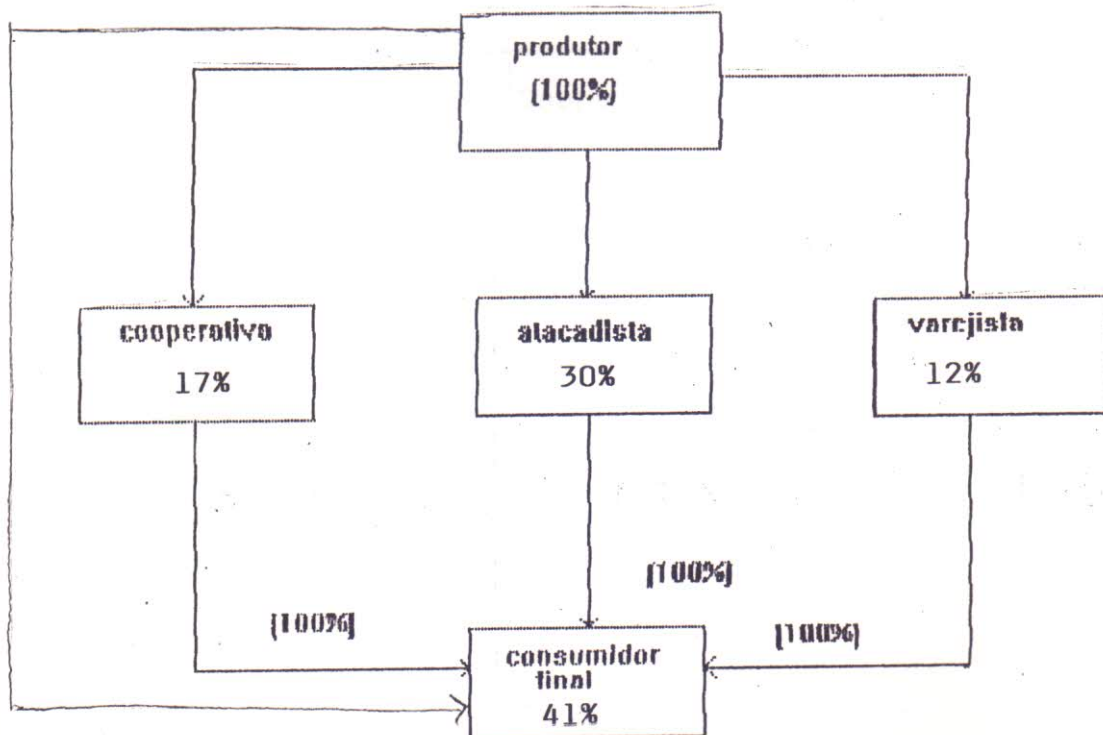 produtor
(100%)
cooperativo
17%
atacadista
30%
varejista
12%
(100%)
(100%)
(100%)
consumidor
final
41%